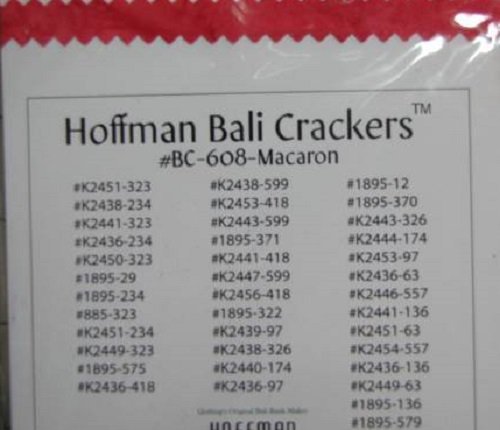 Hoffman Bali Crackers™
#BC-608-Macaron
#K2451-323
#K2438-234
#K2441-323
#K2436-234
#K2450-323
#1895-29
#1895-234
#885-323
#K2451-234
#K2449-323
#1895-575
#K2436-418
#K2438-599
#K2453-418
#K2443-599
#1895-371
#K2441-418
#K2447-599
#K2456-418
#1895-322
#K2439-97
#K2438-326
#K2440-174
#K2436-97
#1895-12
#1895-370
#K2443-326
#K2444-174
#K2453-97
#K2436-63
#K2446-557
#K2441-136
#K2451-63
#K2454-557
#K2436-136
#K2449-63
#1895-136
#1895-579
HOFFMAN